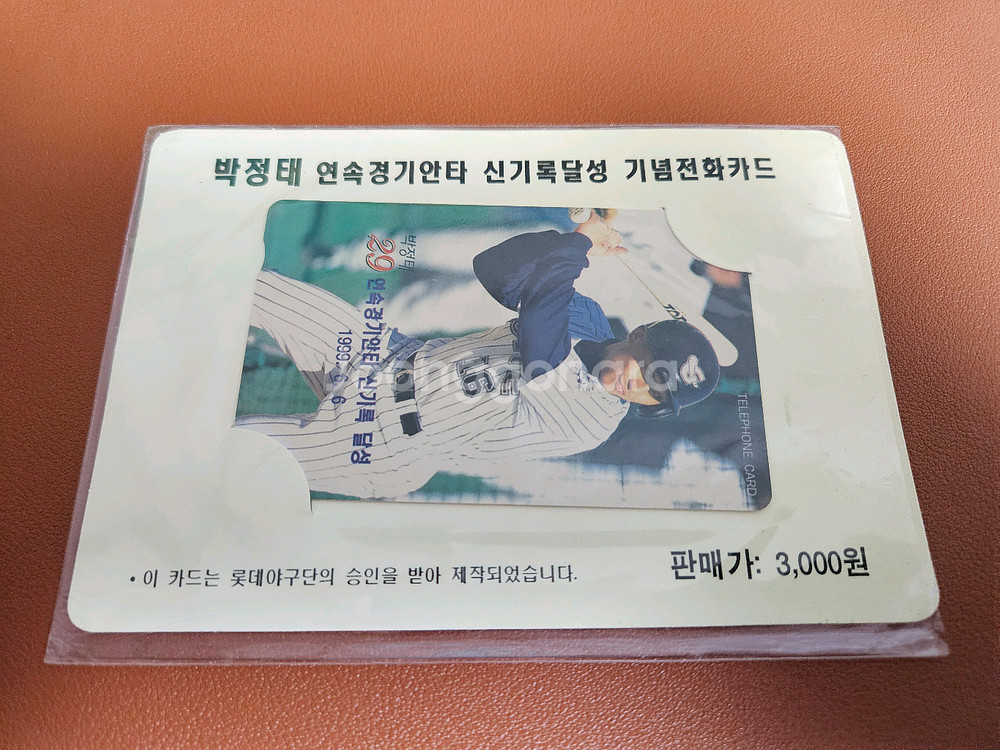 박정태 연속경기안타 신기록달성 기념전화카드
박정태
29 연속경기안타 신기록 달성
1999. 6. 6
16
TELEPHONE CARD
• 이 카드는 롯데야구단의 승인을 받아 제작되었습니다.
판매가: 3,000원